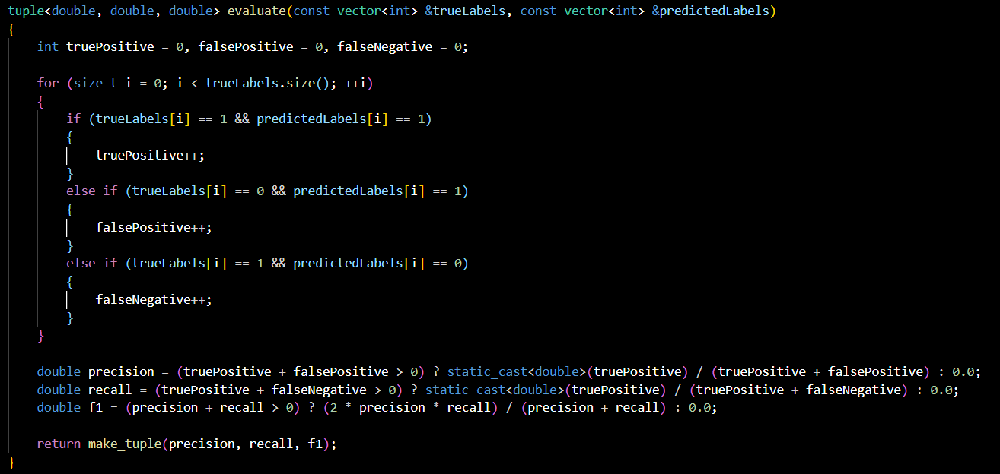 tuple<double, double, double> evaluate(const vector<int> &trueLabels, const vector<int> &predictedLabels)
{
    int truePositive = 0, falsePositive = 0, falseNegative = 0;

    for (size_t i = 0; i < trueLabels.size(); ++i)
    {
        if (trueLabels[i] == 1 && predictedLabels[i] == 1)
        {
            truePositive++;
        }
        else if (trueLabels[i] == 0 && predictedLabels[i] == 1)
        {
            falsePositive++;
        }
        else if (trueLabels[i] == 1 && predictedLabels[i] == 0)
        {
            falseNegative++;
        }
    }

    double precision = (truePositive + falsePositive > 0) ? static_cast<double>(truePositive) / (truePositive + falsePositive) : 0.0;
    double recall = (truePositive + falseNegative > 0) ? static_cast<double>(truePositive) / (truePositive + falseNegative) : 0.0;
    double f1 = (precision + recall > 0) ? (2 * precision * recall) / (precision + recall) : 0.0;

    return make_tuple(precision, recall, f1);
}